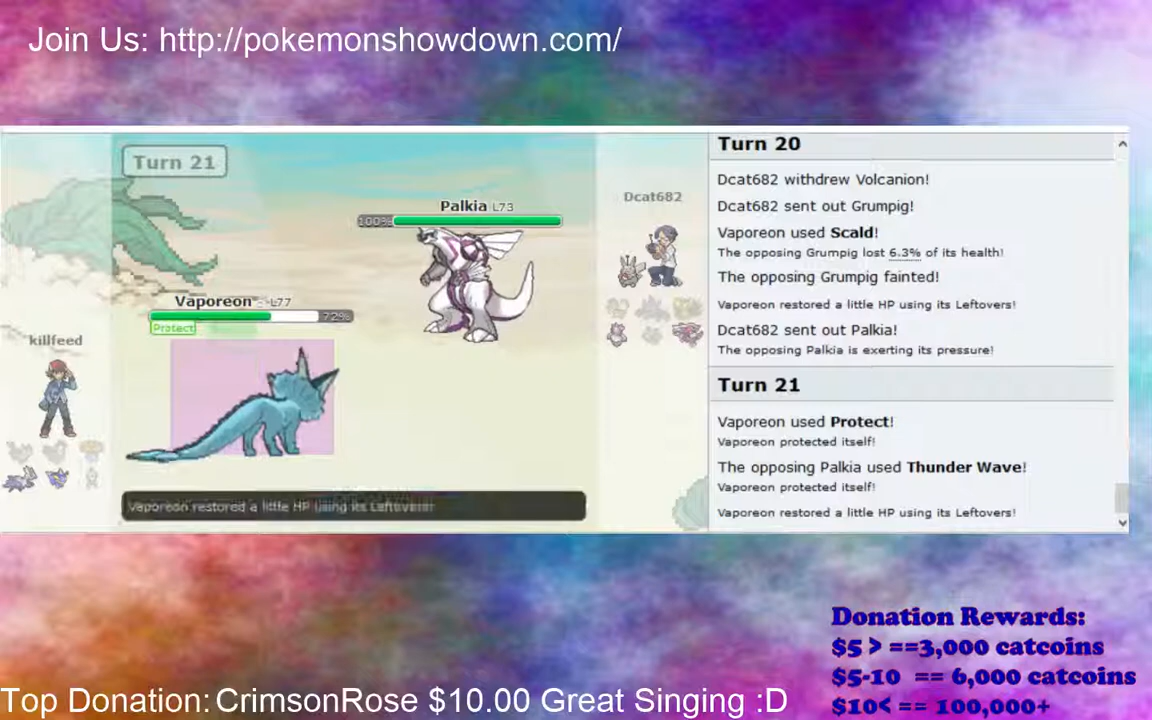 Join Us: http://pokemonshowdown.com/
Turn 21
Palkia L73
100%
Vaporeon L77
72%
Protect
killfeed
Dcat682
Vaporeon restored a little HP using its Leftovers!
Turn 20
Dcat682 withdrew Volcanion!
Dcat682 sent out Grumpig!
Vaporeon used Scald!
The opposing Grumpig lost 6.3% of its health!
The opposing Grumpig fainted!
Vaporeon restored a little HP using its Leftovers!
Dcat682 sent out Palkia!
The opposing Palkia is exerting its pressure!
Turn 21
Vaporeon used Protect!
Vaporeon protected itself!
The opposing Palkia used Thunder Wave!
Vaporeon protected itself!
Vaporeon restored a little HP using its Leftovers!
Donation Rewards:
$5 > ==3,000 catcoins
$5-10 == 6,000 catcoins
$10< == 100,000+
Top Donation: CrimsonRose $10.00 Great Singing :D